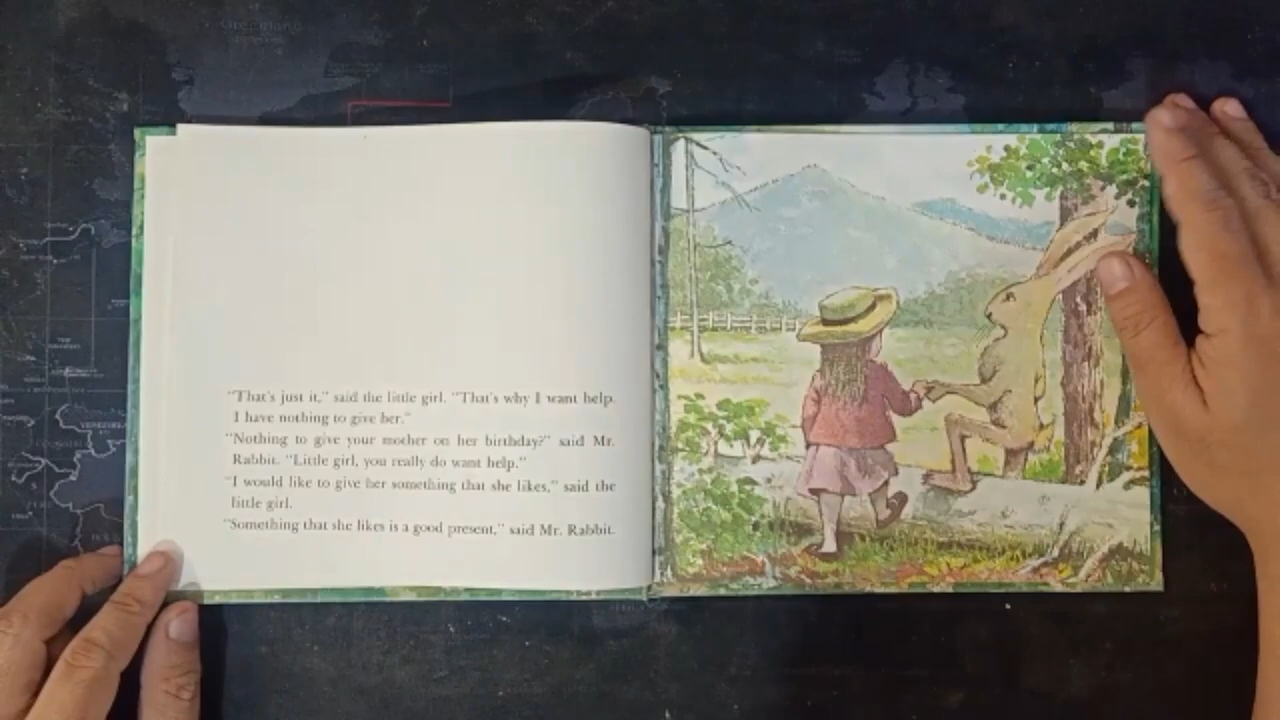 Greenland
"That's just it," said the little girl. "That's why I want help.
I have nothing to give her."
"Nothing to give your mother on her birthday?" said Mr.
Rabbit. "Little girl, you really do want help."
"I would like to give her something that she likes," said the
little girl.
"Something that she likes is a good present," said Mr. Rabbit.
VENEZUELA